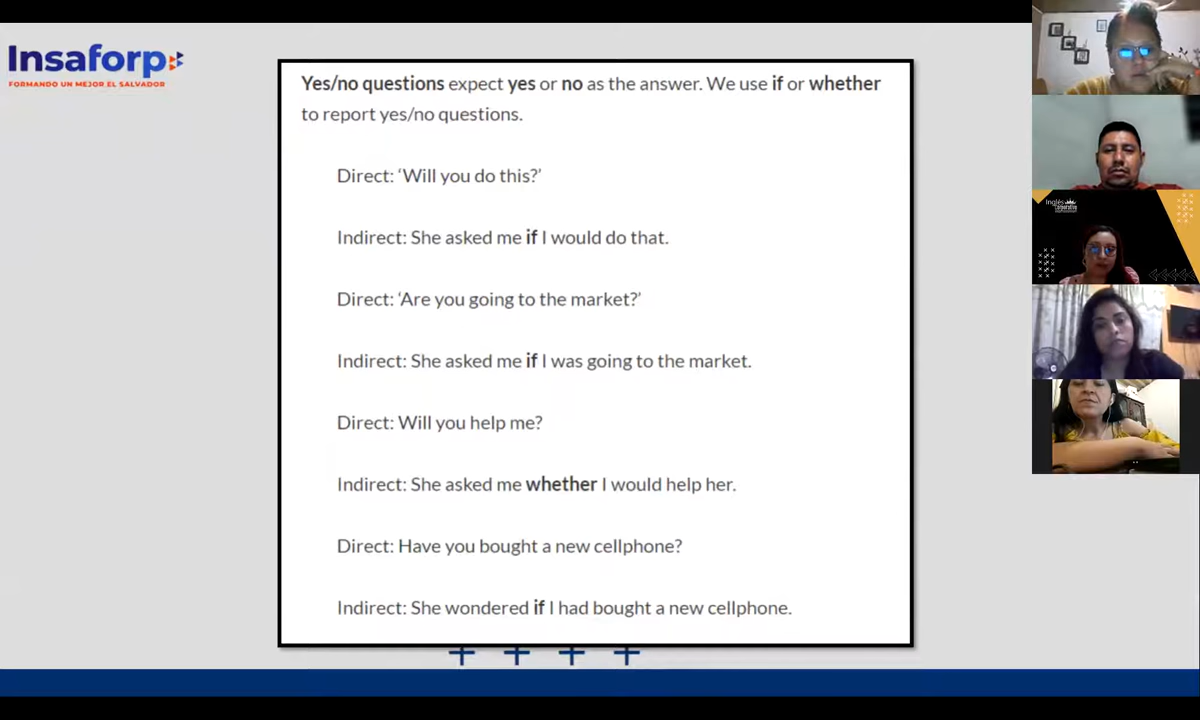 Insaforp
FORMANDO UN MEJOR EL SALVADOR
Yes/no questions expect yes or no as the answer. We use if or whether
to report yes/no questions.
Direct: ‘Will you do this?’
Indirect: She asked me if I would do that.
Direct: ‘Are you going to the market?’
Indirect: She asked me if I was going to the market.
Direct: Will you help me?
Indirect: She asked me whether I would help her.
Direct: Have you bought a new cellphone?
Indirect: She wondered if I had bought a new cellphone.
Inglés
Corporativo